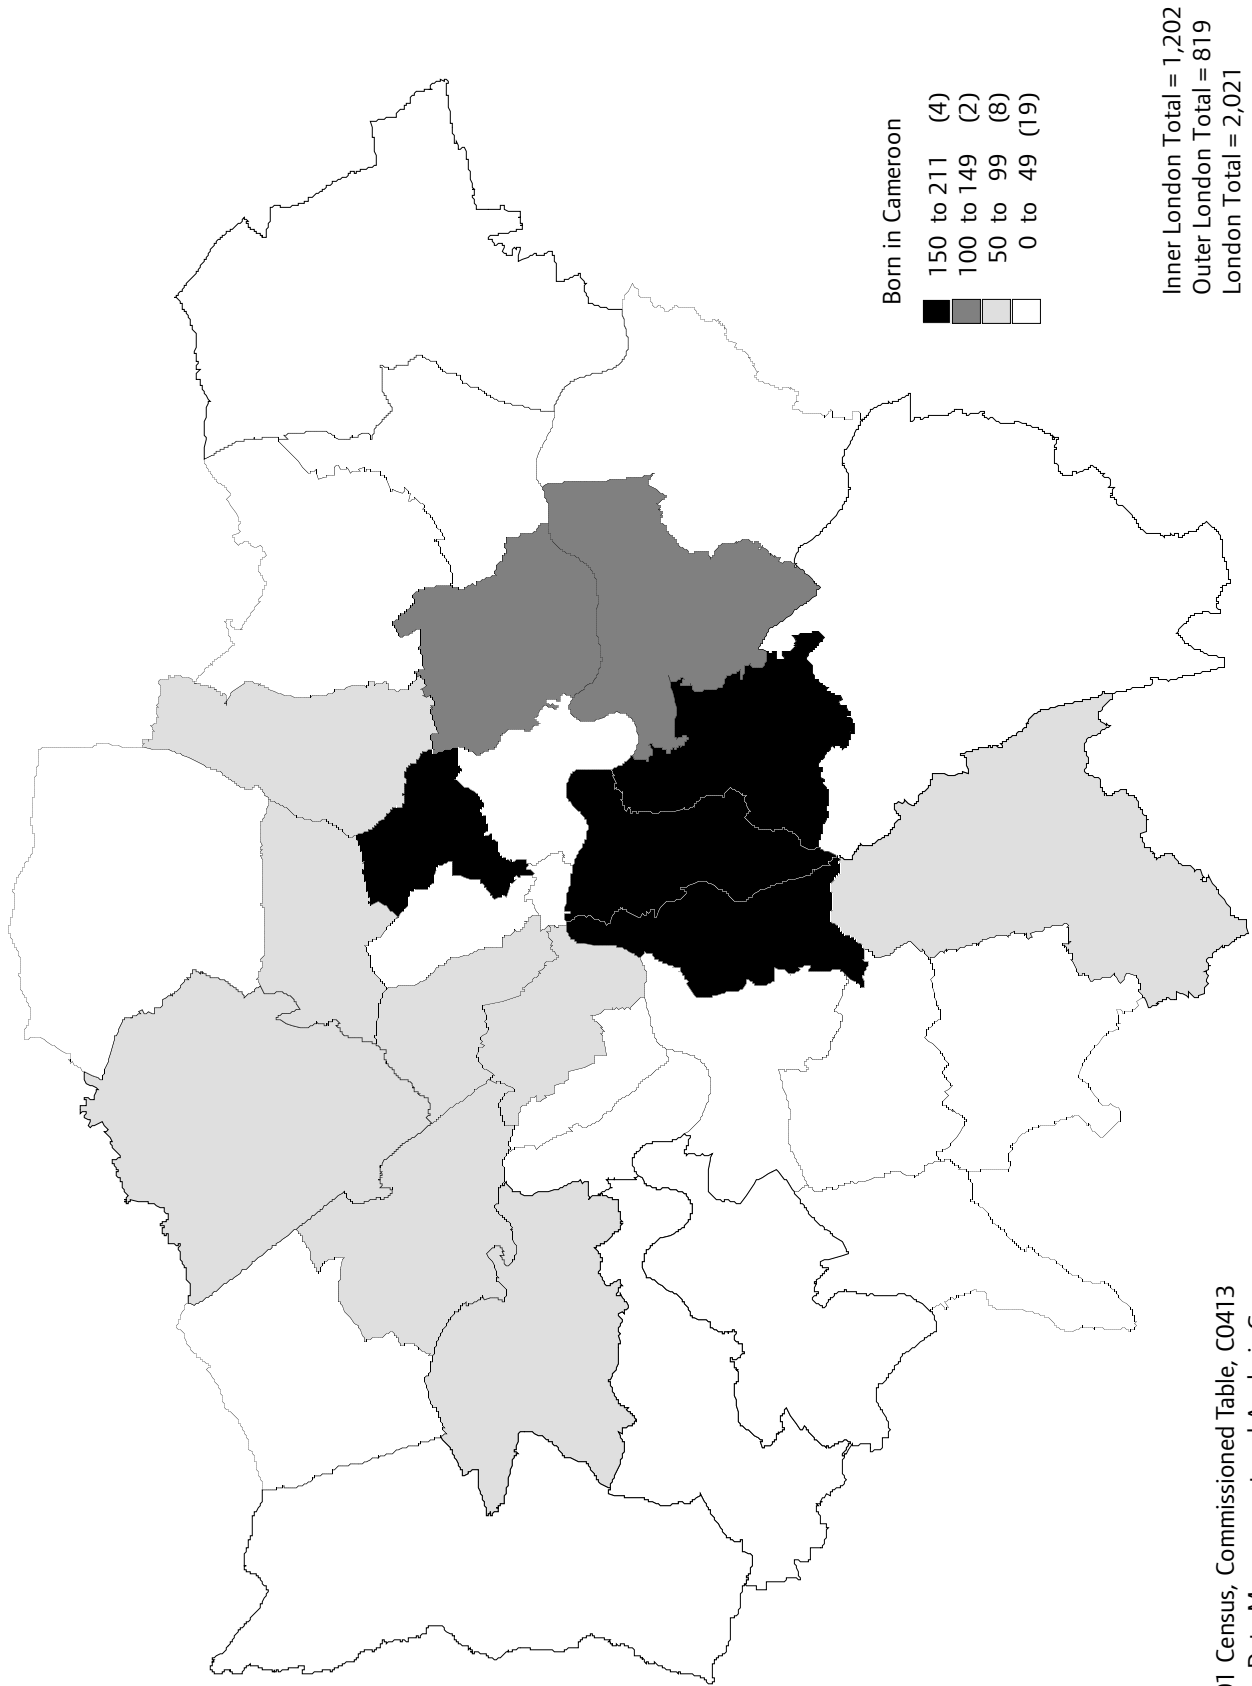 Born in Cameroon
150 to 211 (4)
100 to 149 (2)
50 to 99 (8)
0 to 49 (19)
Inner London Total = 1,202
Outer London Total = 819
London Total = 2,021
Census, Commissioned Table, C0413